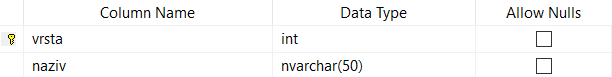 Column Name Data Type Allow Nulls
vrsta int
naziv nvarchar(50)